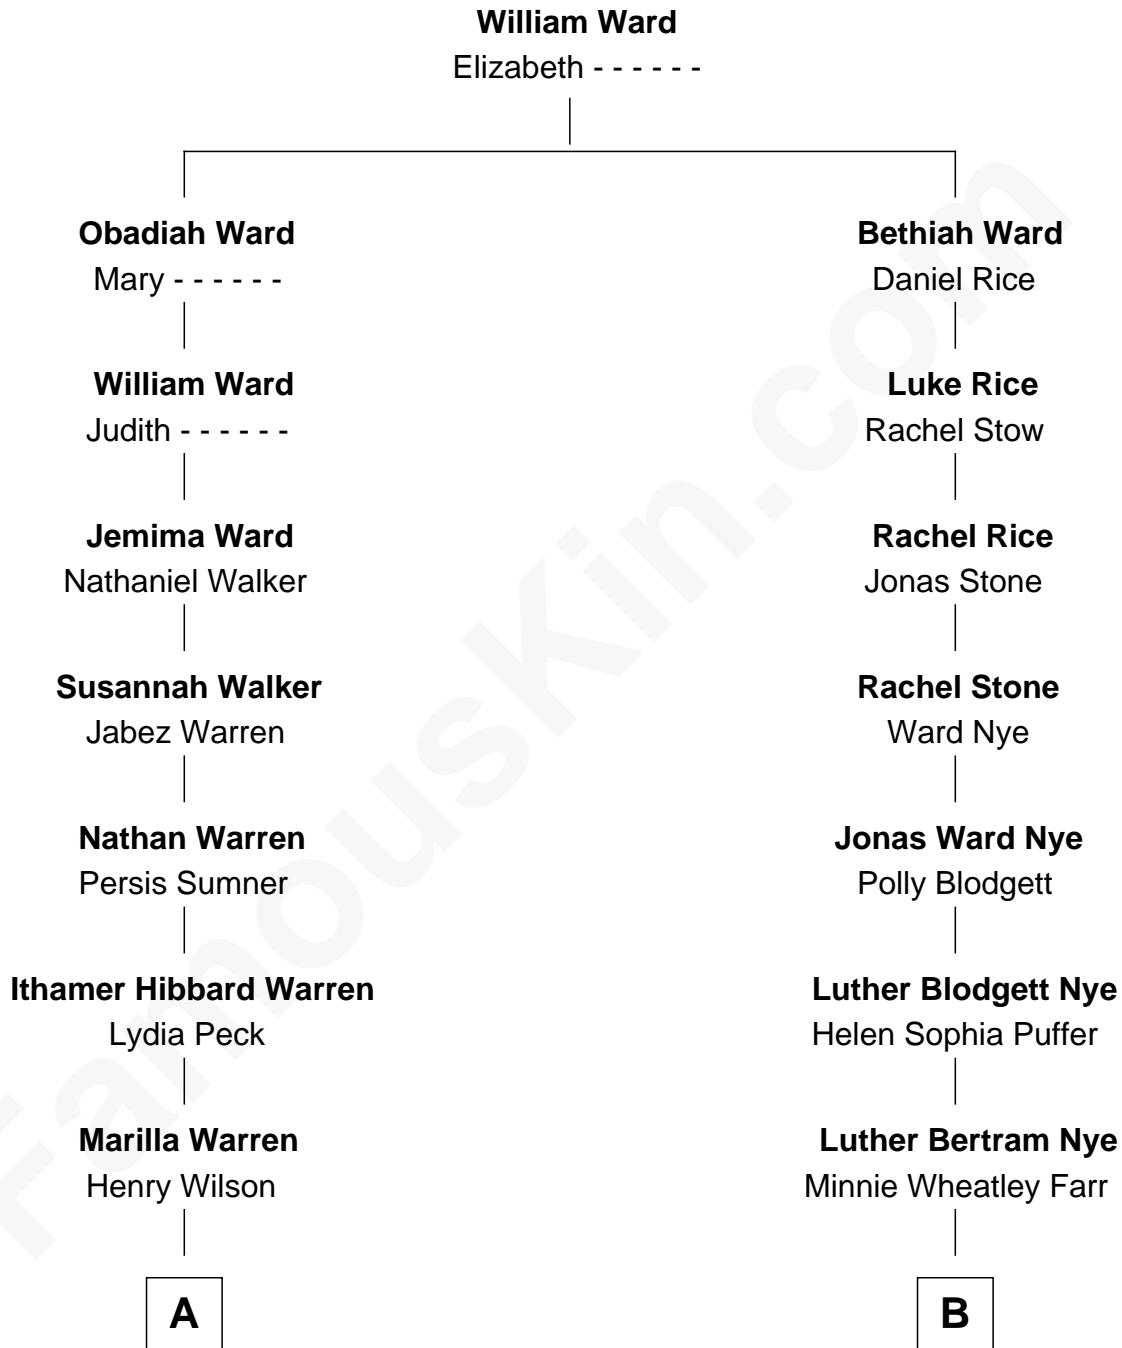 William Ward
Elizabeth - - - - - -
Obadiah Ward
Mary - - - - - -
Bethiah Ward
Daniel Rice
William Ward
Judith - - - - - -
Luke Rice
Rachel Stow
Jemima Ward
Nathaniel Walker
Rachel Rice
Jonas Stone
Susannah Walker
Jabez Warren
Rachel Stone
Ward Nye
Nathan Warren
Persis Sumner
Jonas Ward Nye
Polly Blodgett
Ithamer Hibbard Warren
Lydia Peck
Luther Blodgett Nye
Helen Sophia Puffer
Marilla Warren
Henry Wilson
Luther Bertram Nye
Minnie Wheatley Farr
A
B
FamousKin.com